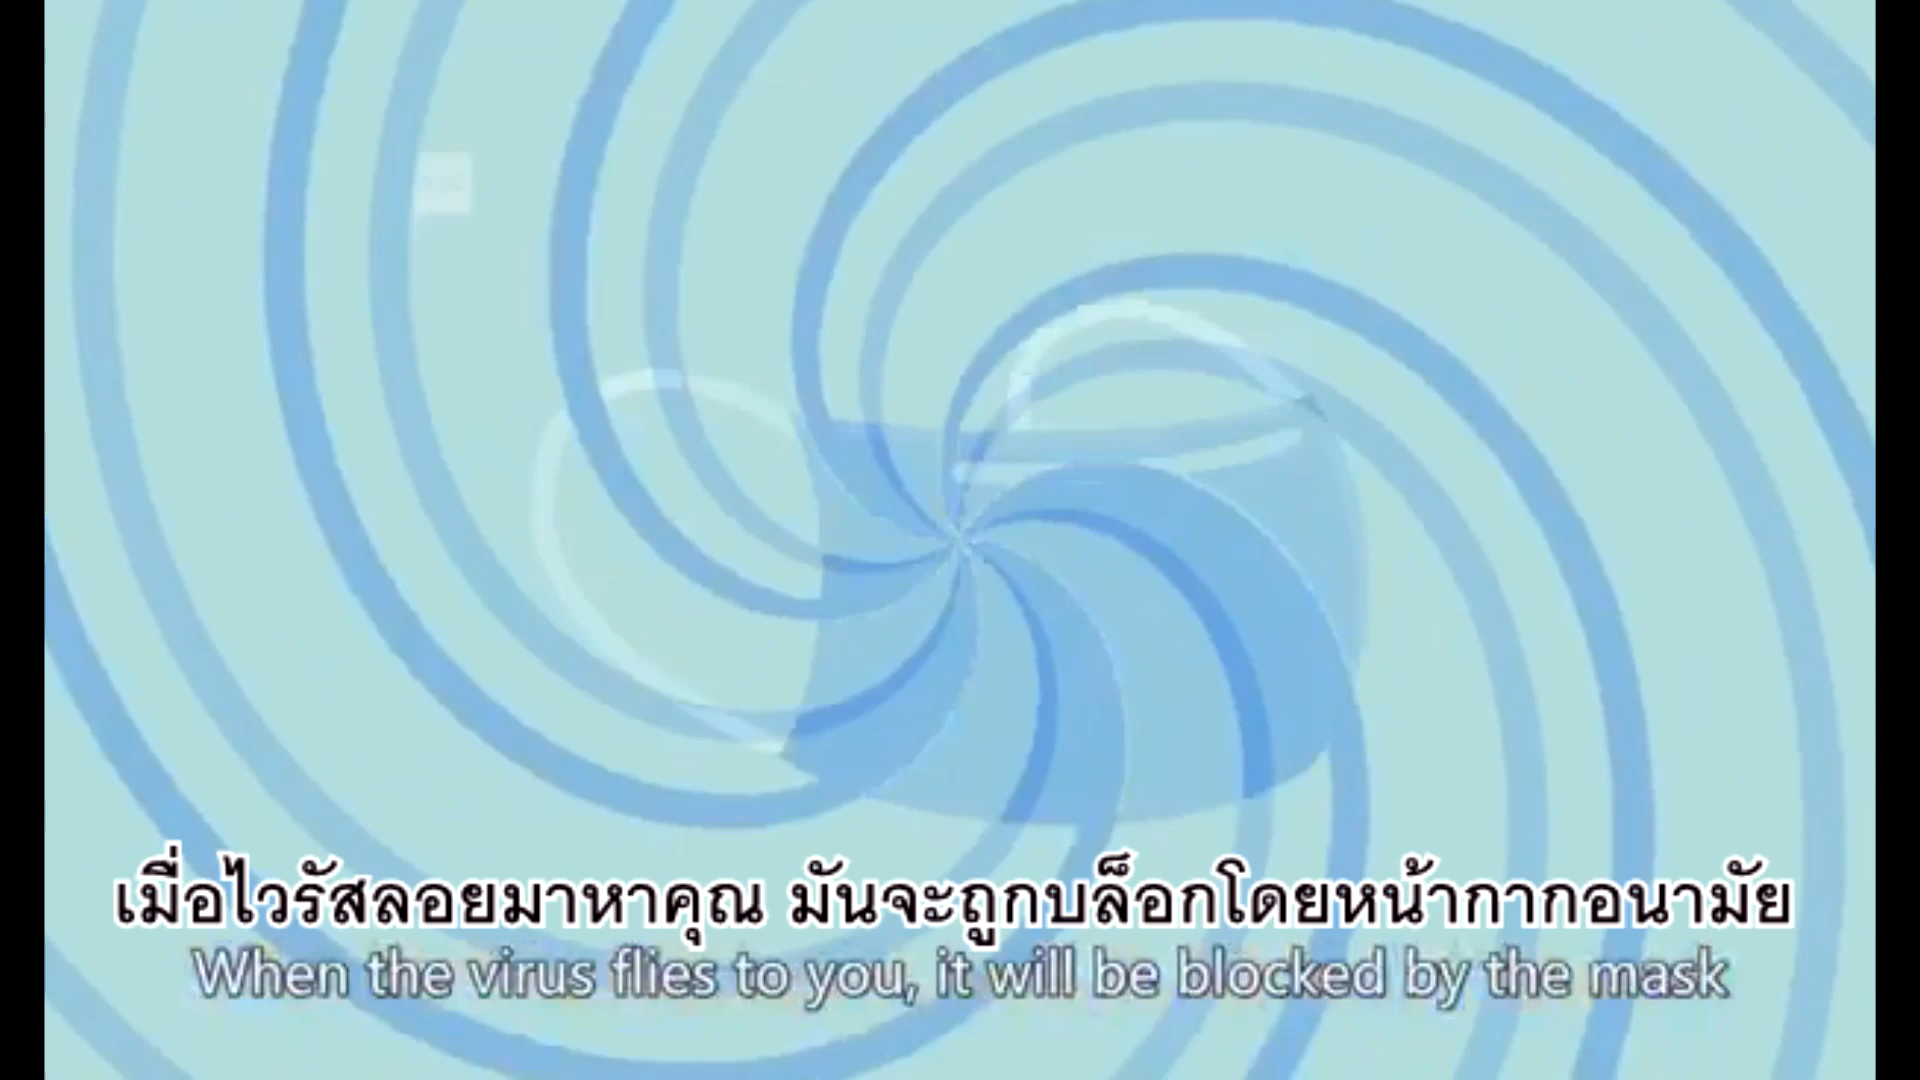 เมื่อไวรัสลอยมาหาคุณ มันจะถูกบล็อกโดยหน้ากากอนามัย
When the virus flies to you, it will be blocked by the mask